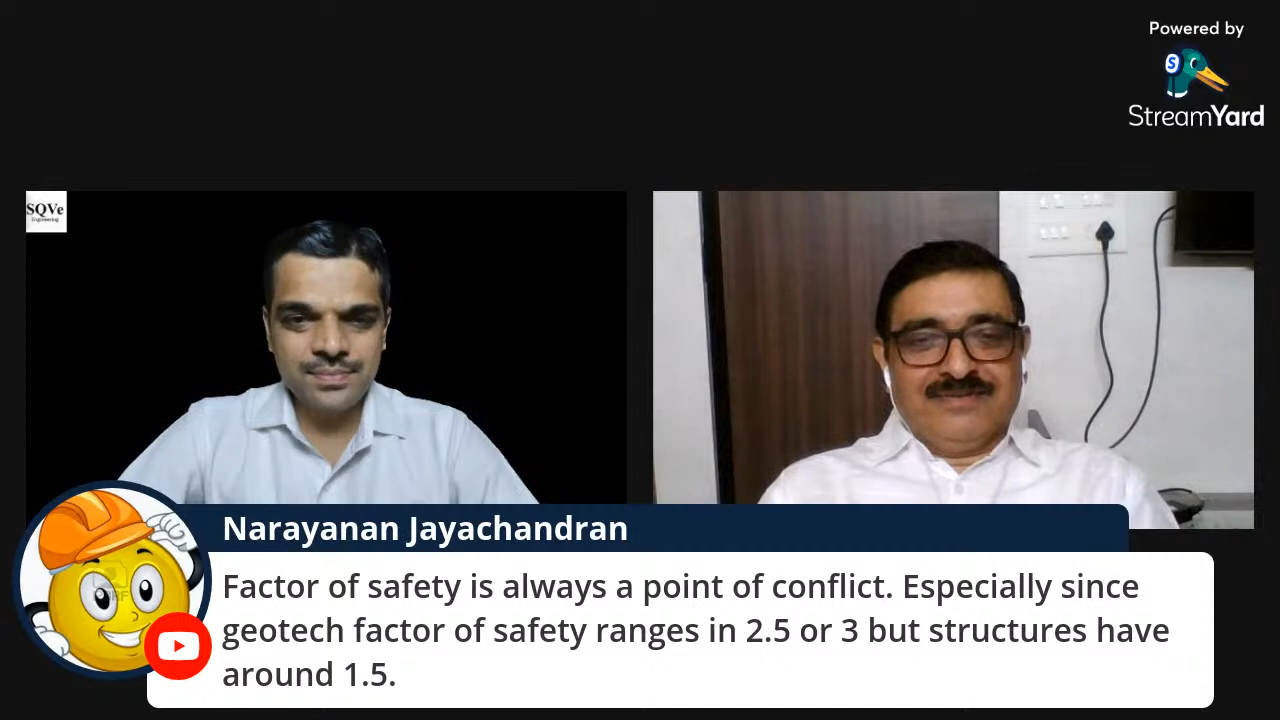 Powered by
S
StreamYard
SQVe
Engineering
Narayanan Jayachandran
Factor of safety is always a point of conflict. Especially since
geotech factor of safety ranges in 2.5 or 3 but structures have
around 1.5.